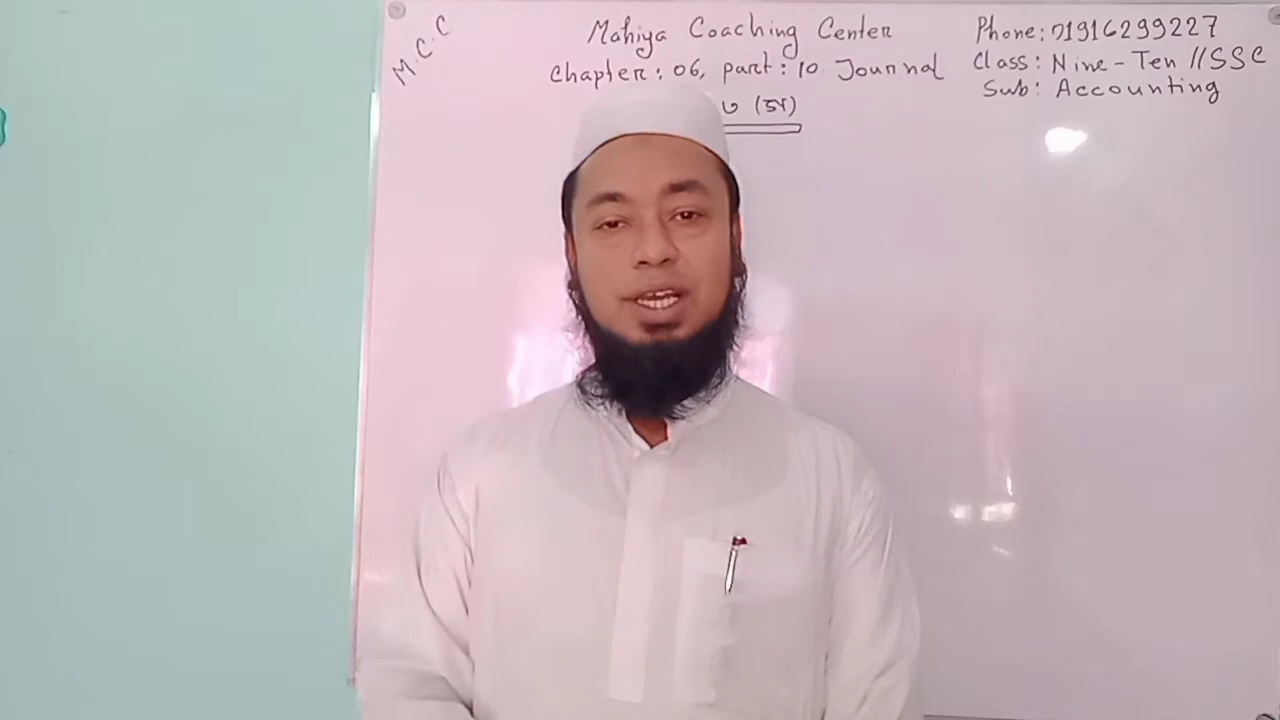 M.C.C
Mahiya Coaching Center
Chapter: 06, part: 10 Journal
Phone: 01916299227
Class: Nine-Ten // SSC
Sub: Accounting